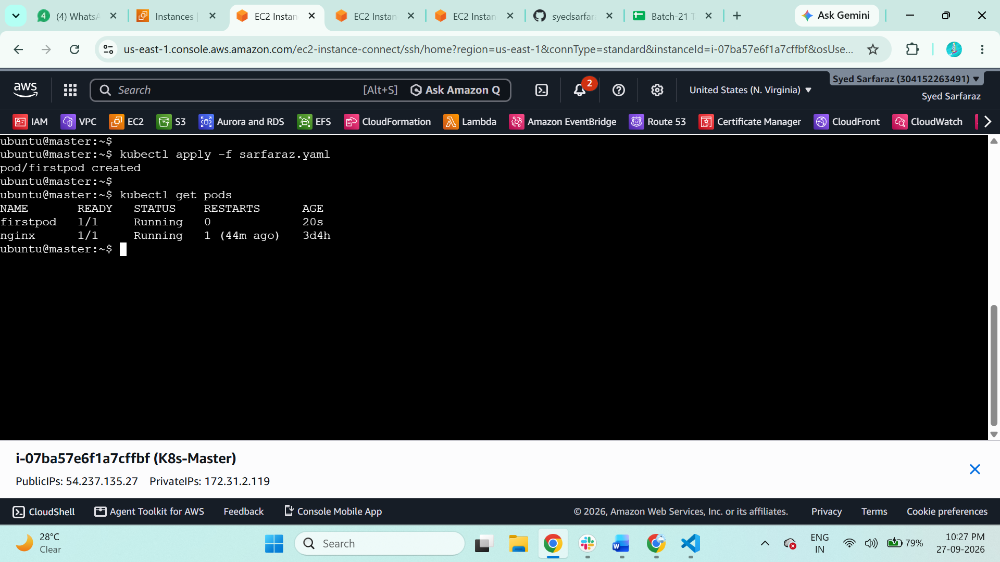 4 (4) WhatsA
Instances |
EC2 Instan
EC2 Instan
EC2 Instan
syedsarfar
Batch-21 T
Ask Gemini
us-east-1.console.aws.amazon.com/ec2-instance-connect/ssh/home?region=us-east-1&connType=standard&instanceId=i-07ba57e6f1a7cffbf&osUse...
aws
Search [Alt+S] Ask Amazon Q
2
United States (N. Virginia) ▼
Syed Sarfaraz (304152263491) ▼
Syed Sarfaraz
IAM VPC EC2 S3 Aurora and RDS EFS CloudFormation Lambda Amazon EventBridge Route 53 Certificate Manager CloudFront CloudWatch
ubuntu@master:~$
ubuntu@master:~$ kubectl apply -f sarfaraz.yaml
pod/firstpod created
ubuntu@master:~$
ubuntu@master:~$ kubectl get pods
NAME READY STATUS RESTARTS AGE
firstpod 1/1 Running 0 20s
nginx 1/1 Running 1 (44m ago) 3d4h
ubuntu@master:~$
i-07ba57e6f1a7cffbf (K8s-Master)
PublicIPs: 54.237.135.27 PrivateIPs: 172.31.2.119
CloudShell Agent Toolkit for AWS Feedback Console Mobile App © 2026, Amazon Web Services, Inc. or its affiliates. Privacy Terms Cookie preferences
28°C
Clear
Search
ENG
IN
79%
10:27 PM
27-09-2026